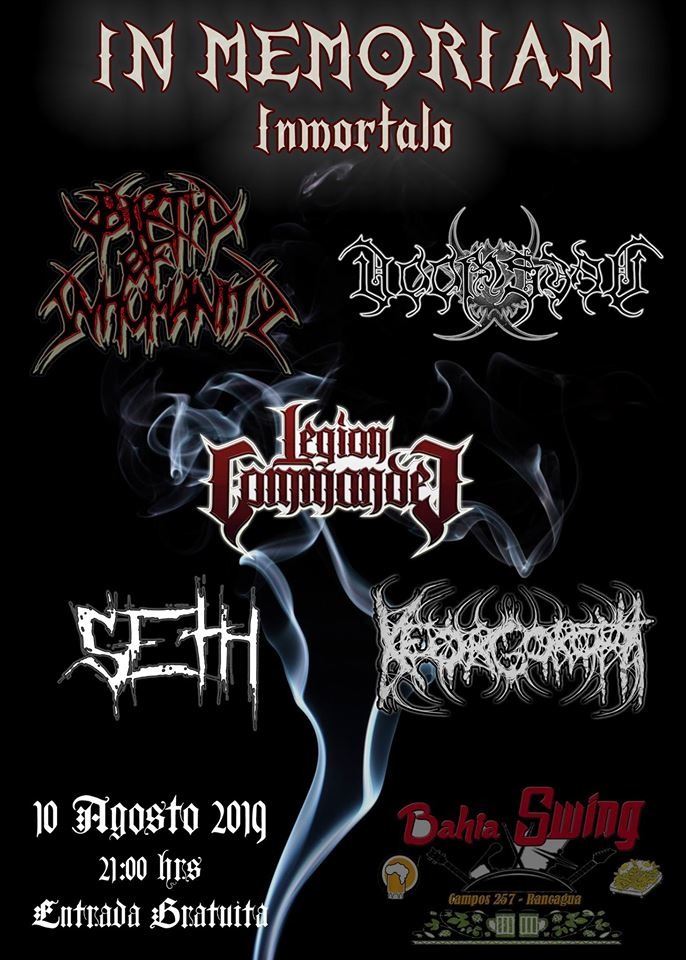 IN MEMORIAM
Inmortalo
BIRTH
OF
INHUMANITY
Legion
Commander
SETH
10 Agosto 2019
21:00 hrs
Entrada Gratuita
Bahia Swing
Campos 267 - Rancagua